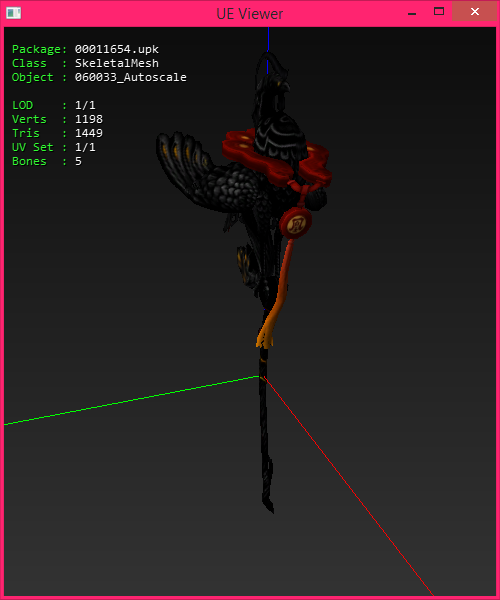 UE Viewer
Package: 00011654.upk
Class : SkeletalMesh
Object : 060033_Autoscale
LOD : 1/1
Verts : 1198
Tris : 1449
UV Set : 1/1
Bones : 5